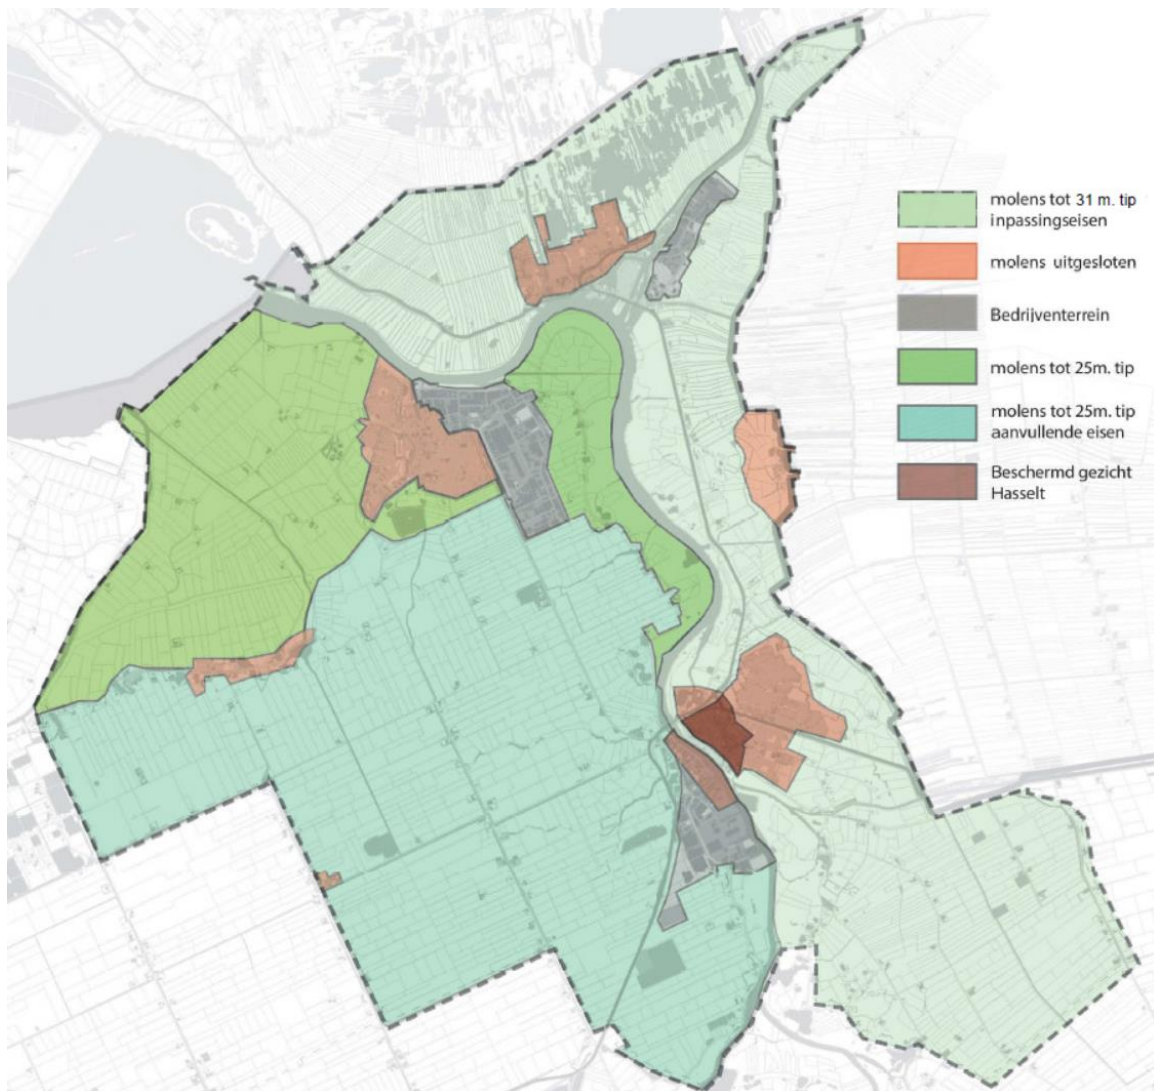 molens tot 31 m. tip
inpassingseisen
molens uitgesloten
Bedrijventerrein
molens tot 25m. tip
molens tot 25m. tip
aanvullende eisen
Beschermd gezicht
Hasselt